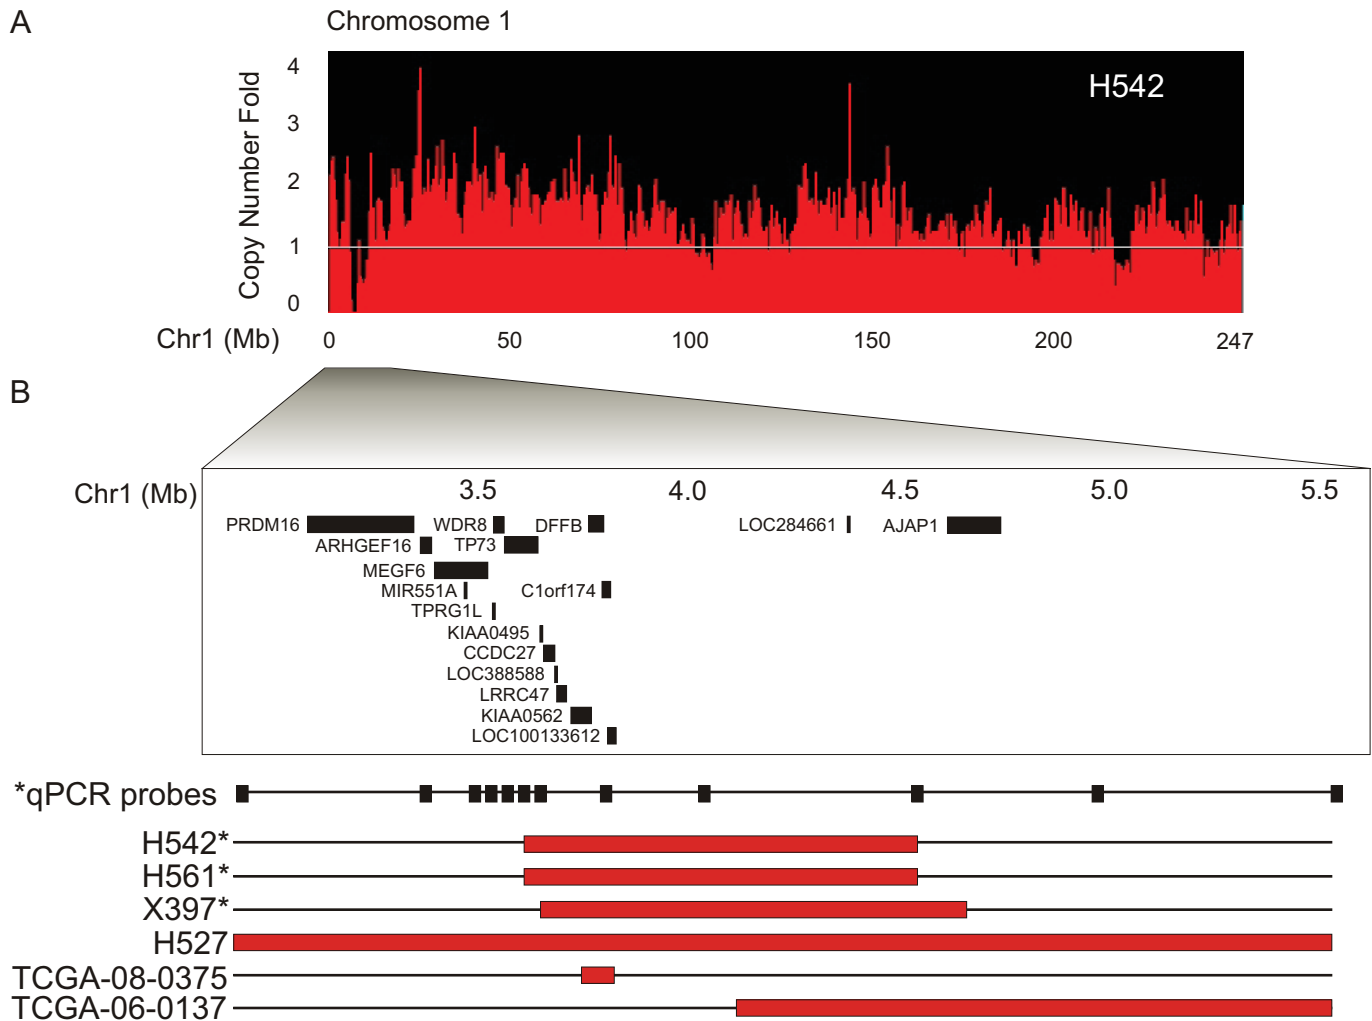 A
Chromosome 1
Copy Number Fold
4
3
2
1
0
H542
Chr1 (Mb) 0 50 100 150 200 247
B
Chr1 (Mb) 3.5 4.0 4.5 5.0 5.5
PRDM16 WDR8 DFFB LOC284661 AJAP1
ARHGEF16 TP73
MEGF6
MIR551A C1orf174
TPRG1L
KIAA0495
CCDC27
LOC388588
LRRC47
KIAA0562
LOC100133612
*qPCR probes
H542*
H561*
X397*
H527
TCGA-08-0375
TCGA-06-0137